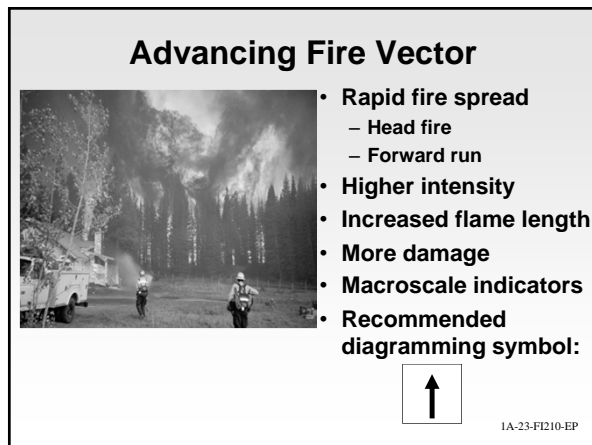 Advancing Fire Vector
• Rapid fire spread
– Head fire
– Forward run
• Higher intensity
• Increased flame length
• More damage
• Macroscale indicators
• Recommended
diagramming symbol:
1A-23-FI210-EP